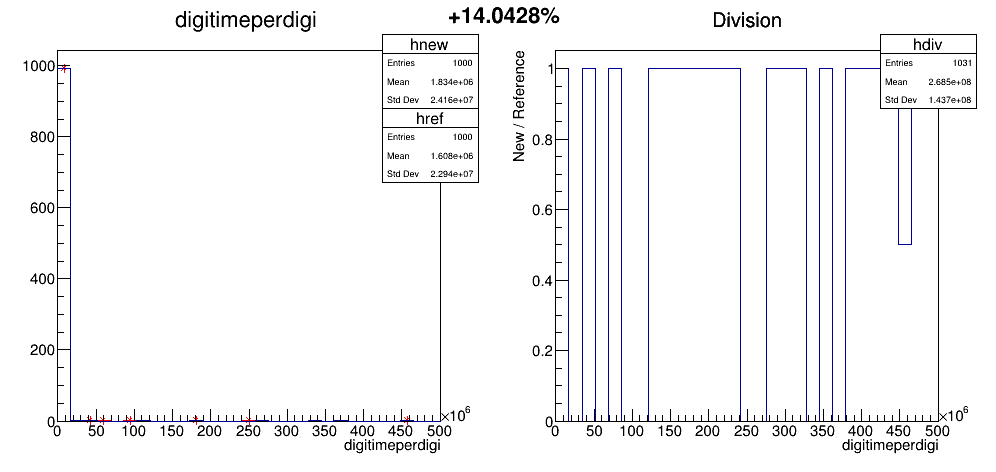 digitimeperdigi
+14.0428%
Division
hnew
Entries 1000
Mean 1.834e+06
Std Dev 2.416e+07
href
Entries 1000
Mean 1.608e+06
Std Dev 2.294e+07
1000
800
600
400
200
0
0 50 100 150 200 250 300 350 400 450 500
×10⁶
digitimeperdigi
hdiv
Entries 1031
Mean 2.685e+08
Std Dev 1.437e+08
New / Reference
1
0.8
0.6
0.4
0.2
0
0 50 100 150 200 250 300 350 400 450 500
×10⁶
digitimeperdigi